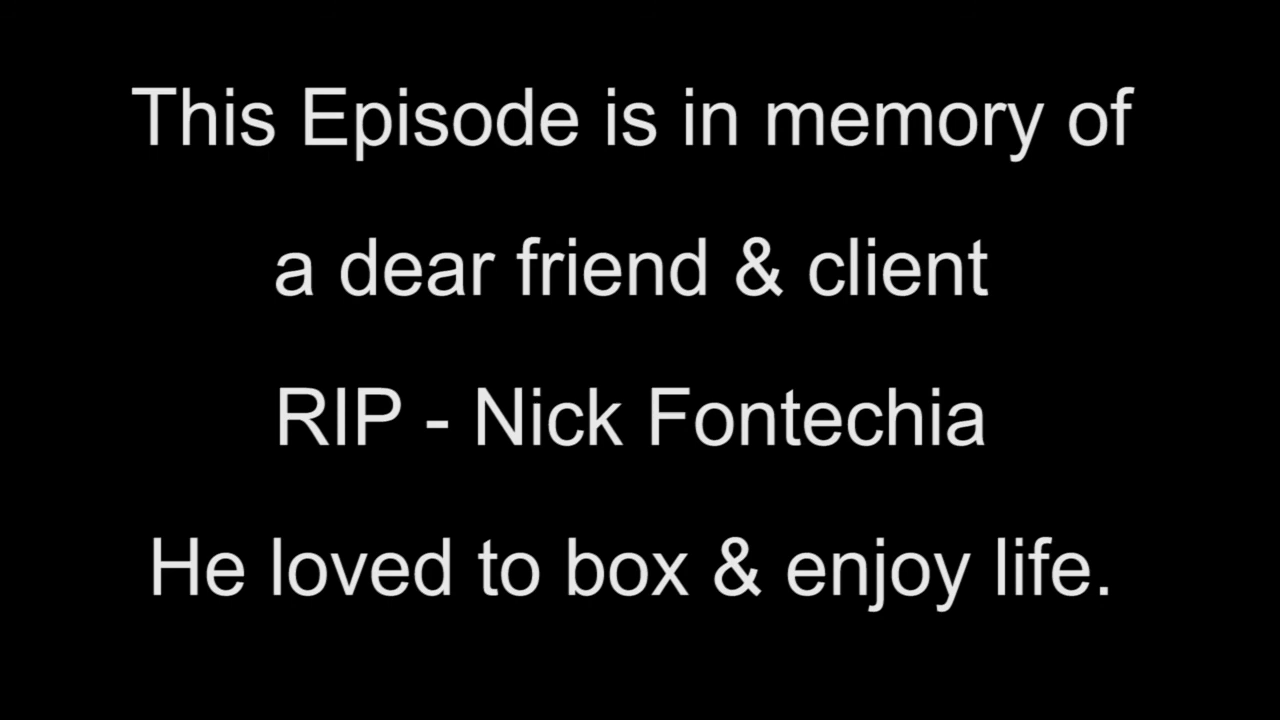 This Episode is in memory of
a dear friend & client
RIP - Nick Fontechia
He loved to box & enjoy life.